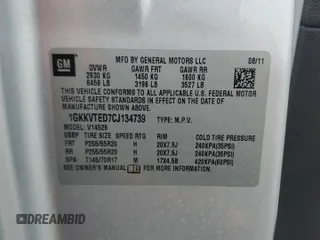 GM
MFD BY GENERAL MOTORS LLC
GVWR GAWR FRT GAWR RR 08/11
2930 KG 1450 KG 1600 KG
6459 LB 3196 LB 3527 LB
THIS VEHICLE CONFORMS TO ALL APPLICABLE U.S.
FEDERAL MOTOR VEHICLE SAFETY AND THEFT PREVENTION
STANDARDS IN EFFECT ON THE DATE OF
MANUFACTURE SHOWN ABOVE.
1GKKVTED7CJ134739 TYPE: M.P.V.
V14526
TIRE SIZE SPEED RTG RIM COLD TIRE PRESSURE
FRT P255/55R20 H 20X7.5J 240KPA(35PSI)
RR P255/55R20 H 20X7.5J 240KPA(35PSI)
SPA T145/70R17 M 17X4.5B 420KPA(60PSI)
SEE OWNER'S MANUAL FOR MORE INFORMATION.
DREAMBID